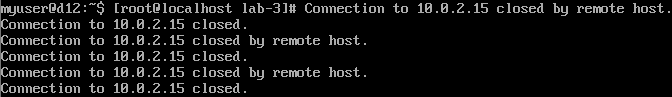 myuser@d12:~$ [root@localhost lab-3]# Connection to 10.0.2.15 closed by remote host.
Connection to 10.0.2.15 closed.
Connection to 10.0.2.15 closed by remote host.
Connection to 10.0.2.15 closed.
Connection to 10.0.2.15 closed by remote host.
Connection to 10.0.2.15 closed.